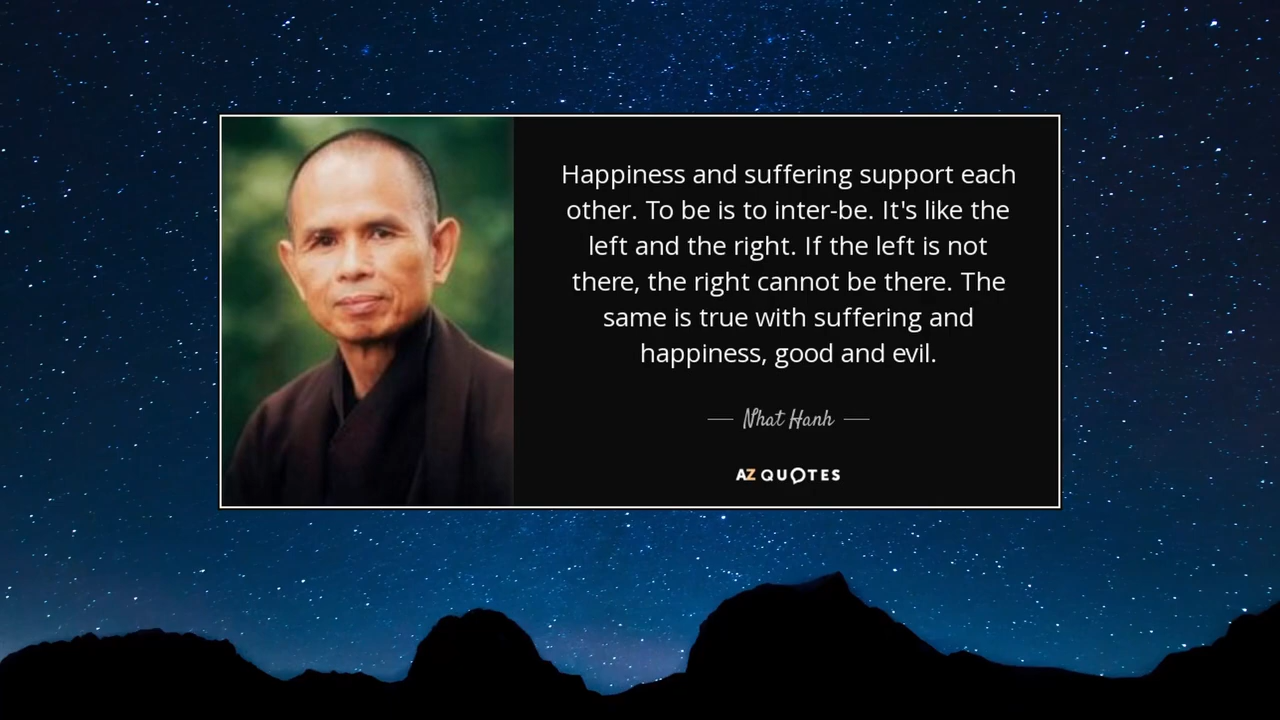 Happiness and suffering support each
other. To be is to inter-be. It's like the
left and the right. If the left is not
there, the right cannot be there. The
same is true with suffering and
happiness, good and evil.
Nhat Hanh
AZ QUOTES